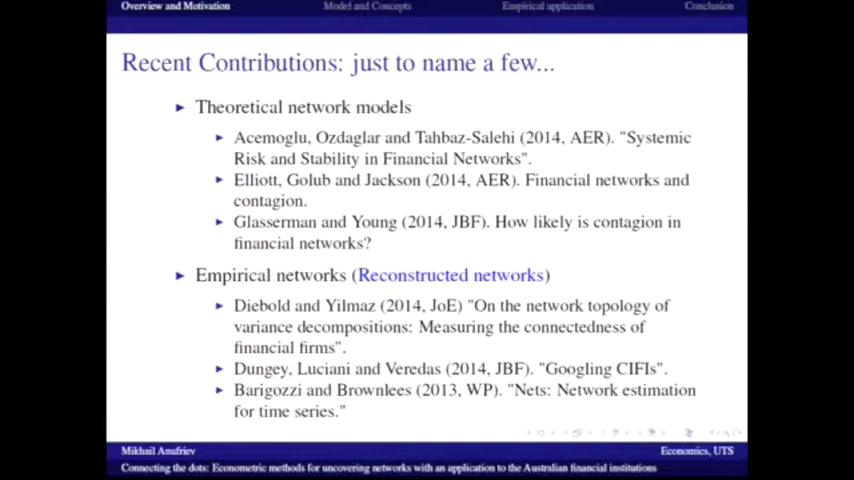 Overview and Motivation Model and Concepts Empirical application Conclusion
Recent Contributions: just to name a few...
Theoretical network models
Acemoglu, Ozdaglar and Tahbaz-Salehi (2014, AER). "Systemic
Risk and Stability in Financial Networks".
Elliott, Golub and Jackson (2014, AER). Financial networks and
contagion.
Glasserman and Young (2014, JBF). How likely is contagion in
financial networks?
Empirical networks (Reconstructed networks)
Diebold and Yilmaz (2014, JoE) "On the network topology of
variance decompositions: Measuring the connectedness of
financial firms".
Dungey, Luciani and Veredas (2014, JBF). "Googling CIFIs".
Barigozzi and Brownlees (2013, WP). "Nets: Network estimation
for time series."
Mikhail Anufriev Economics, UTS
Connecting the dots: Econometric methods for uncovering networks with an application to the Australian financial institutions